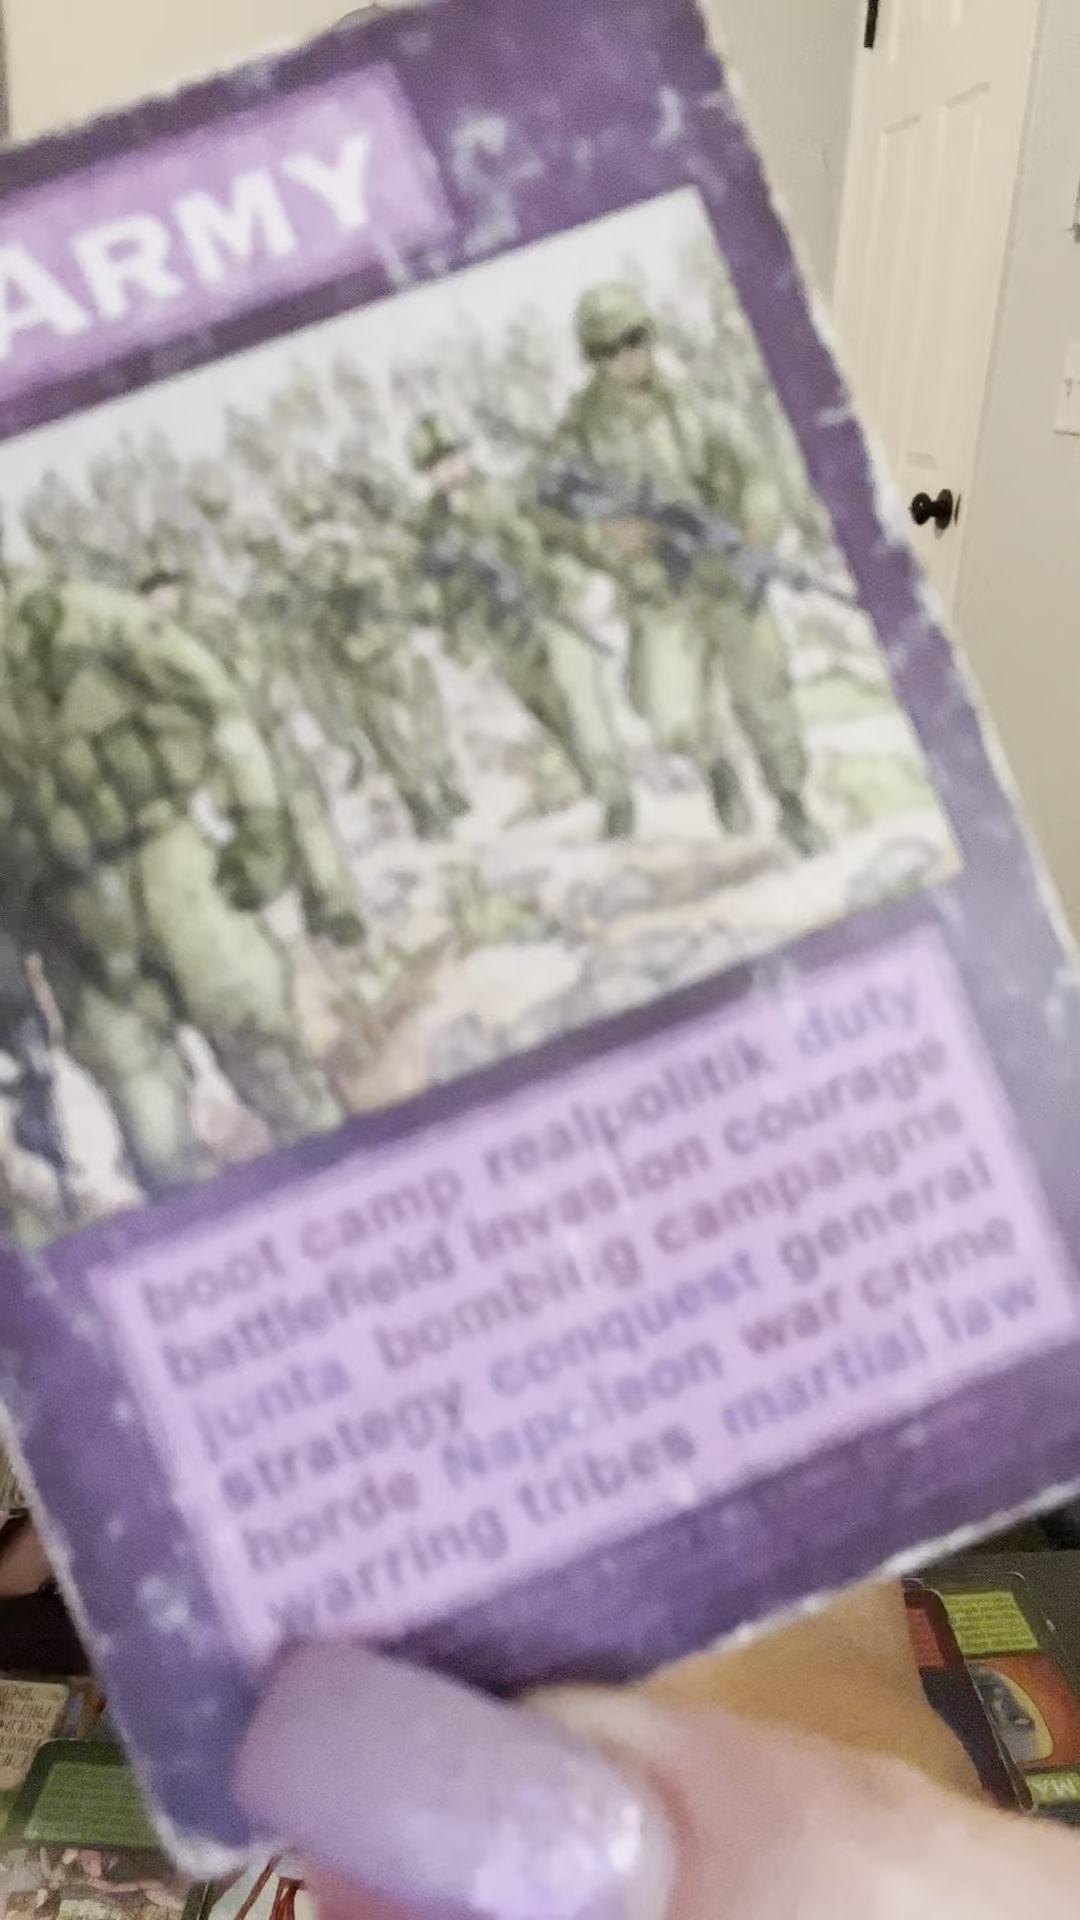 ARMY
boot camp realpolitik duty
battlefield invasion courage
junta bombing campaigns
strategy conquest general
horde Napoleon war crime
warring tribes martial law